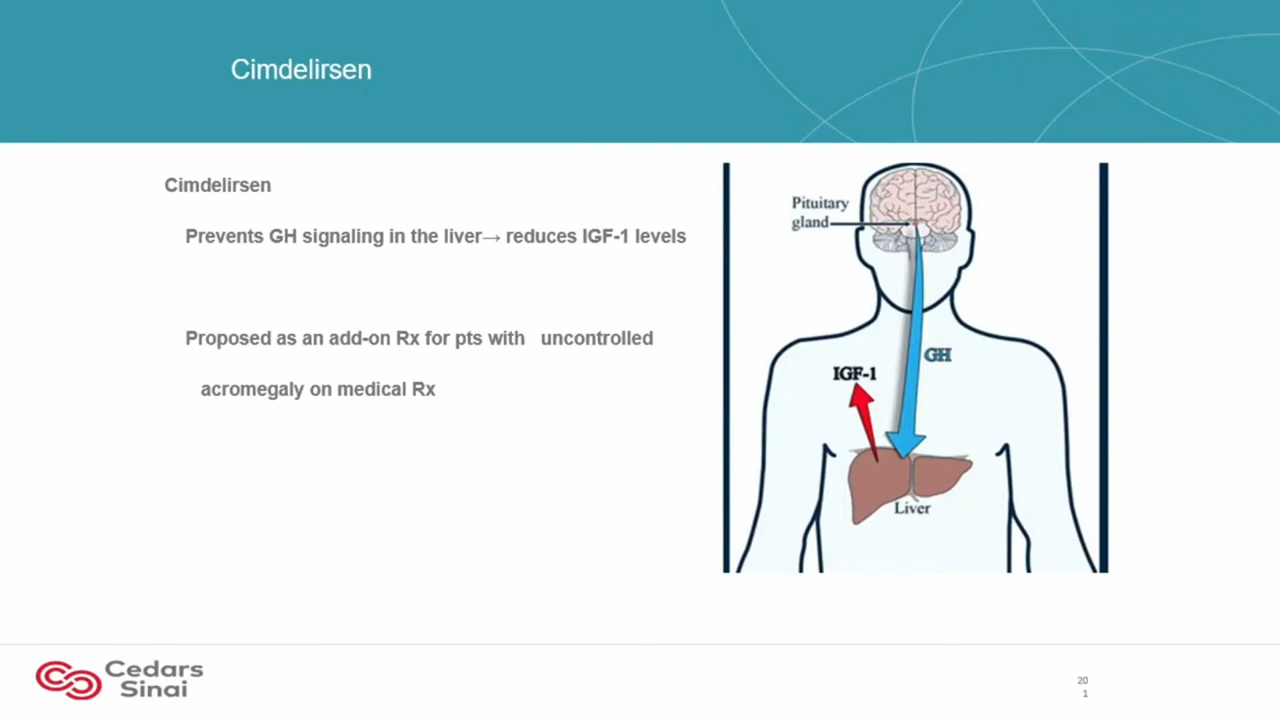 Cimdelirsen
Cimdelirsen
Prevents GH signaling in the liver→ reduces IGF-1 levels
Proposed as an add-on Rx for pts with uncontrolled
acromegaly on medical Rx
Pituitary
gland
GH
IGF-1
Liver
Cedars
Sinai
20
1